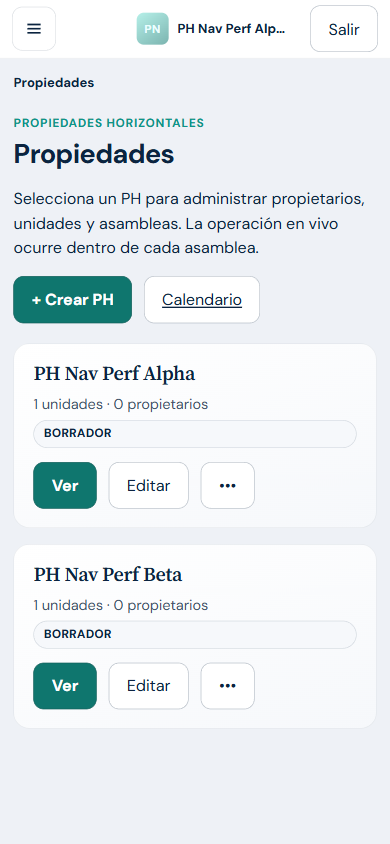 PN
PH Nav Perf Alp...
Salir
Propiedades
PROPIEDADES HORIZONTALES
Propiedades
Selecciona un PH para administrar propietarios,
unidades y asambleas. La operación en vivo
ocurre dentro de cada asamblea.
+ Crear PH
Calendario
PH Nav Perf Alpha
1 unidades · 0 propietarios
BORRADOR
Ver
Editar
•••
PH Nav Perf Beta
1 unidades · 0 propietarios
BORRADOR
Ver
Editar
•••